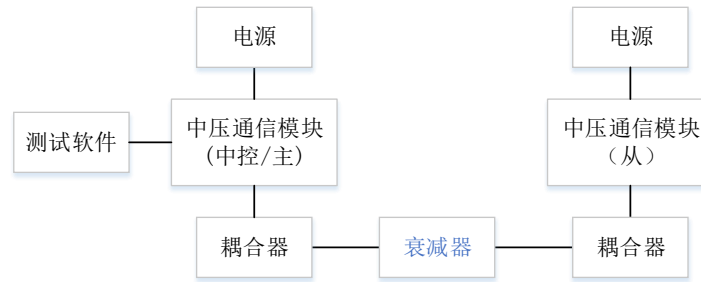 电源
电源
测试软件
中压通信模块
(中控/主)
中压通信模块
（从）
耦合器
衰减器
耦合器